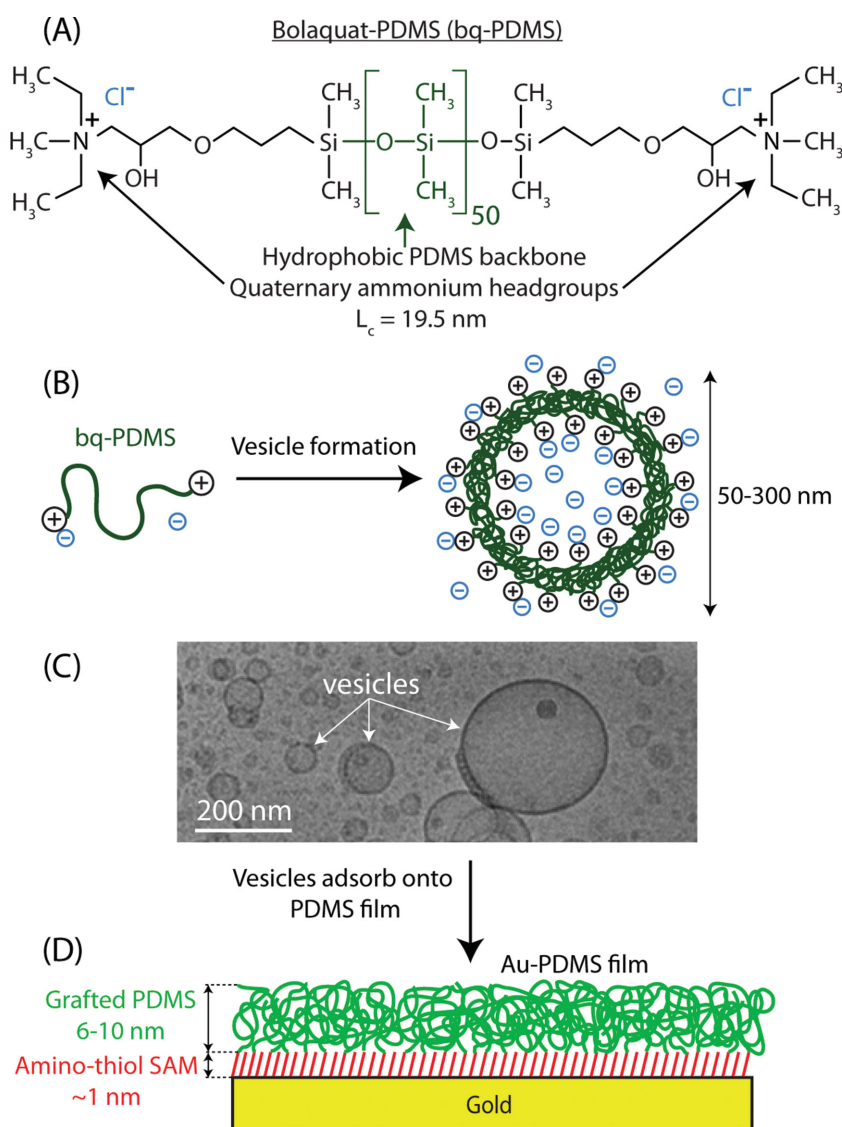 (A)
Bolaquat-PDMS (bq-PDMS)
H₃C Cl⁻ CH₃ CH₃ CH₃ Cl⁻ CH₃
H₃C N + O Si O Si O Si O + N CH₃
OH CH₃ CH₃ CH₃ OH
H₃C 50 CH₃
Hydrophobic PDMS backbone
Quaternary ammonium headgroups
L_c = 19.5 nm
(B)
bq-PDMS
Vesicle formation
50-300 nm
(C)
vesicles
200 nm
Vesicles adsorb onto
PDMS film
(D)
Au-PDMS film
Grafted PDMS
6-10 nm
Amino-thiol SAM
~1 nm
Gold